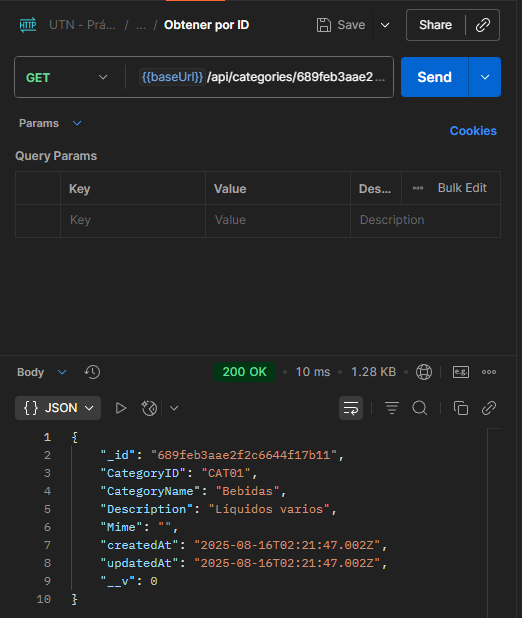 HTTP UTN - Prá... / ... / Obtener por ID Save Share
GET {{baseUrl}}/api/categories/689feb3aae2... Send
Params
Cookies
Query Params
Key Value Des... Bulk Edit
Key Value Description
Body 200 OK • 10 ms • 1.28 KB • e.g.
{} JSON
1 {
2 "_id": "689feb3aae2f2c6644f17b11",
3 "CategoryID": "CAT01",
4 "CategoryName": "Bebidas",
5 "Description": "Líquidos varios",
6 "Mime": "",
7 "createdAt": "2025-08-16T02:21:47.002Z",
8 "updatedAt": "2025-08-16T02:21:47.002Z",
9 "__v": 0
10 }